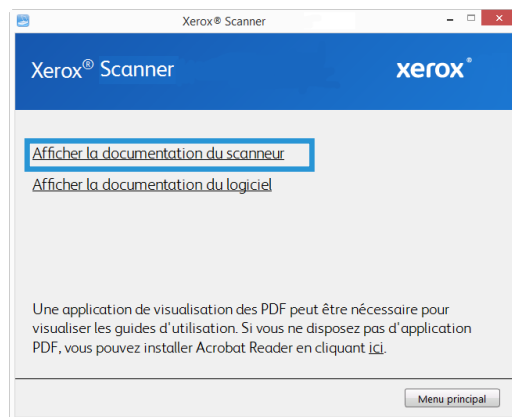 Xerox® Scanner
Xerox® Scanner
xerox®
Afficher la documentation du scanneur
Afficher la documentation du logiciel
Une application de visualisation des PDF peut être nécessaire pour
visualiser les guides d'utilisation. Si vous ne disposez pas d'application
PDF, vous pouvez installer Acrobat Reader en cliquant ici.
Menu principal